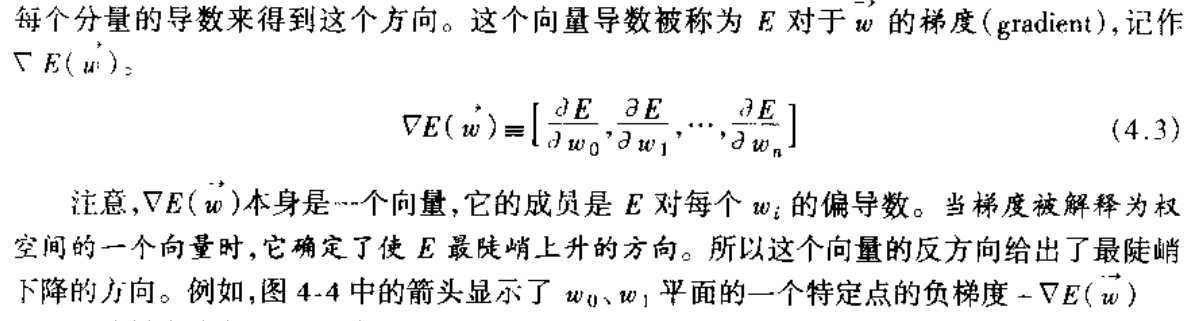 每个分量的导数来得到这个方向。这个向量导数被称为 E 对于 w⃗ 的梯度(gradient),记作
∇E(w⃗)。
∇E(w⃗)≡[∂E/∂w₀,∂E/∂w₁,⋯,∂E/∂wₙ] (4.3)
注意,∇E(w⃗)本身是一个向量,它的成员是 E 对每个 wᵢ 的偏导数。当梯度被解释为权
空间的一个向量时,它确定了使 E 最陡峭上升的方向。所以这个向量的反方向给出了最陡峭
下降的方向。例如,图 4-4 中的箭头显示了 w₀、w₁ 平面的一个特定点的负梯度 -∇E(w⃗)